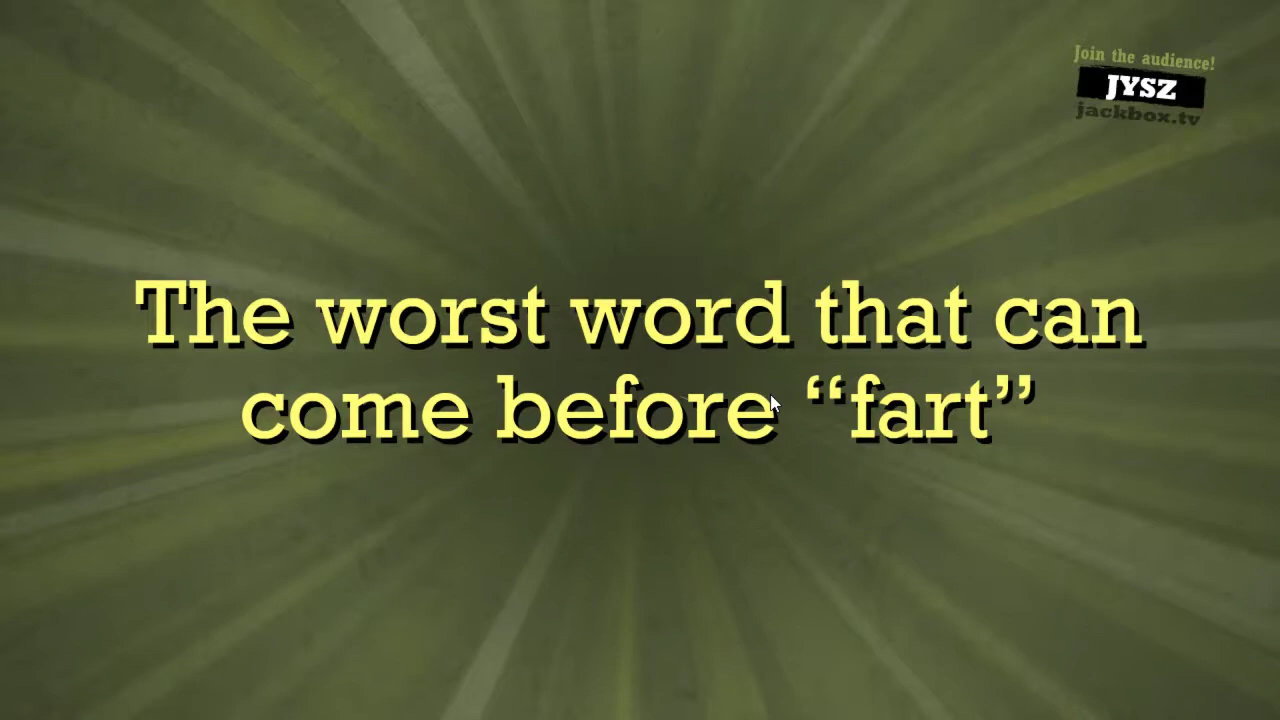 Join the audience!
JYSZ
jackbox.tv
The worst word that can
come before “fart”